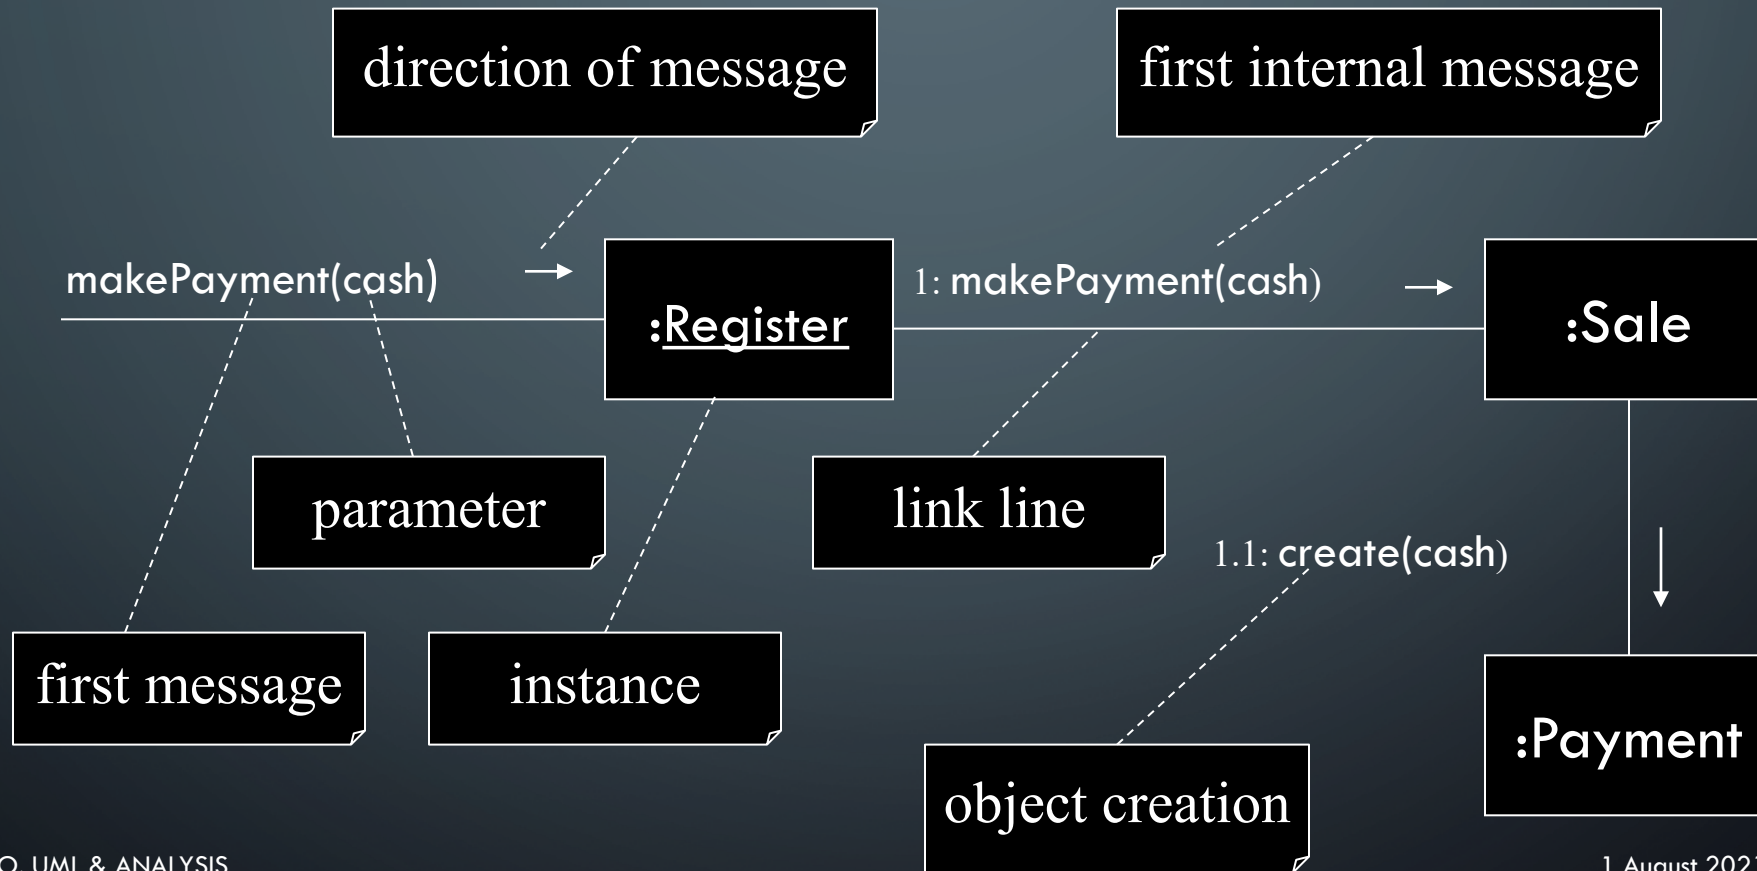 direction of message
first internal message
makePayment(cash)
:Register
1: makePayment(cash)
:Sale
parameter
link line
1.1: create(cash)
first message
instance
:Payment
object creation
UML & ANALYSIS
1 August